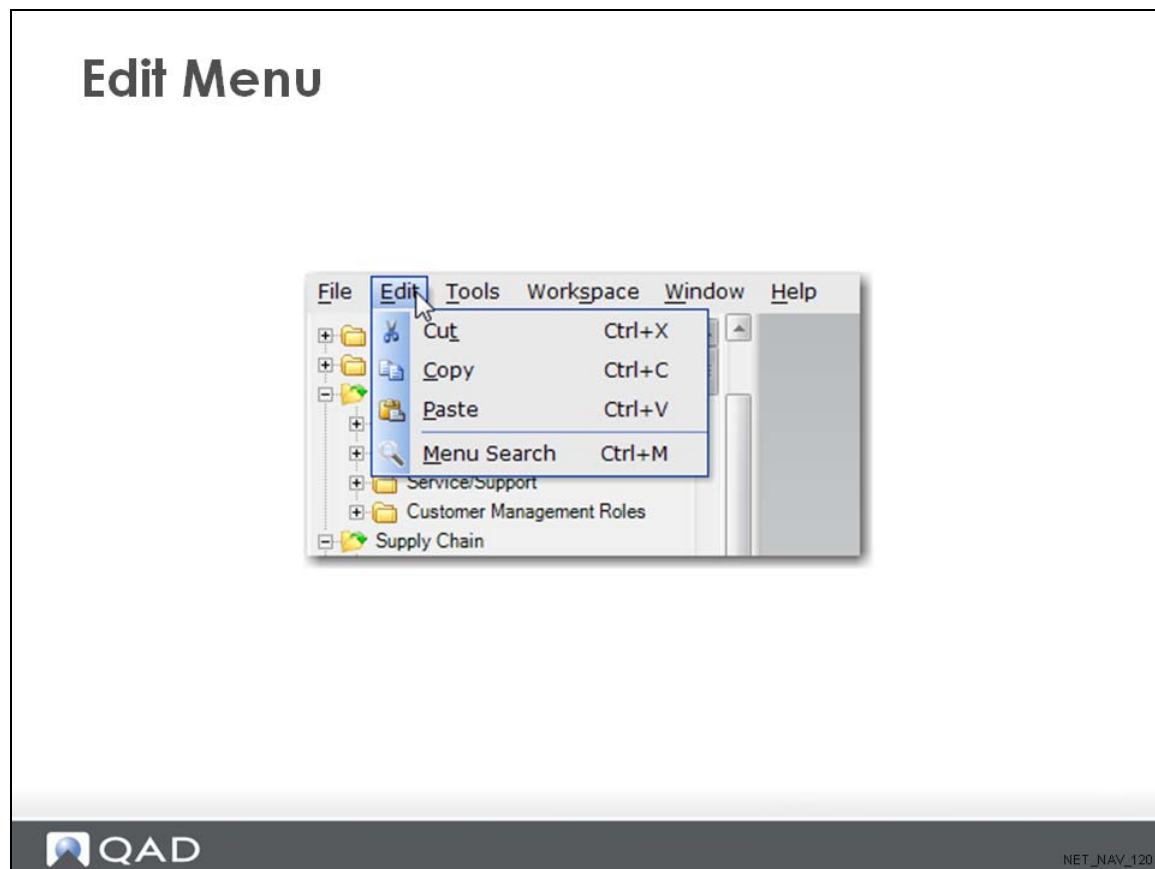 Edit Menu
File Edit Tools Workspace Window Help
Cut Ctrl+X
Copy Ctrl+C
Paste Ctrl+V
Menu Search Ctrl+M
Service/Support
Customer Management Roles
Supply Chain
QAD
NET_NAV_120